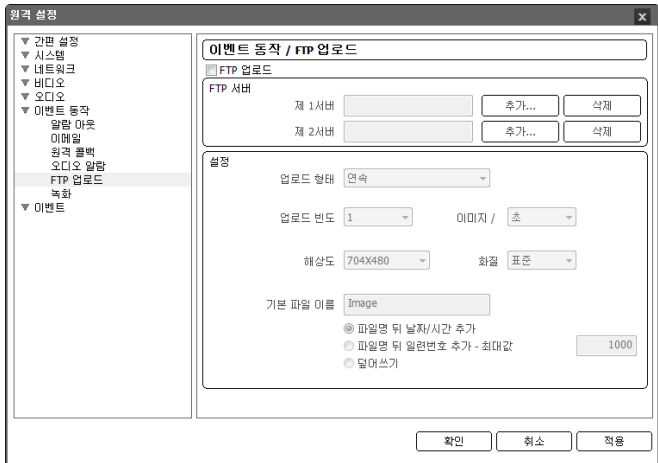 원격 설정
간편 설정
시스템
네트워크
비디오
오디오
이벤트 동작
알람 아웃
이메일
원격 콜백
오디오 알람
FTP 업로드
녹화
이벤트
이벤트 동작 / FTP 업로드
FTP 업로드
FTP 서버
제 1서버 추가... 삭제
제 2서버 추가... 삭제
설정
업로드 형태 연속
업로드 빈도 1 이미지 / 초
해상도 704X480 화질 표준
기본 파일 이름 Image
파일명 뒤 날짜/시간 추가
파일명 뒤 일련번호 추가 - 최대값 1000
덮어쓰기
확인 취소 적용